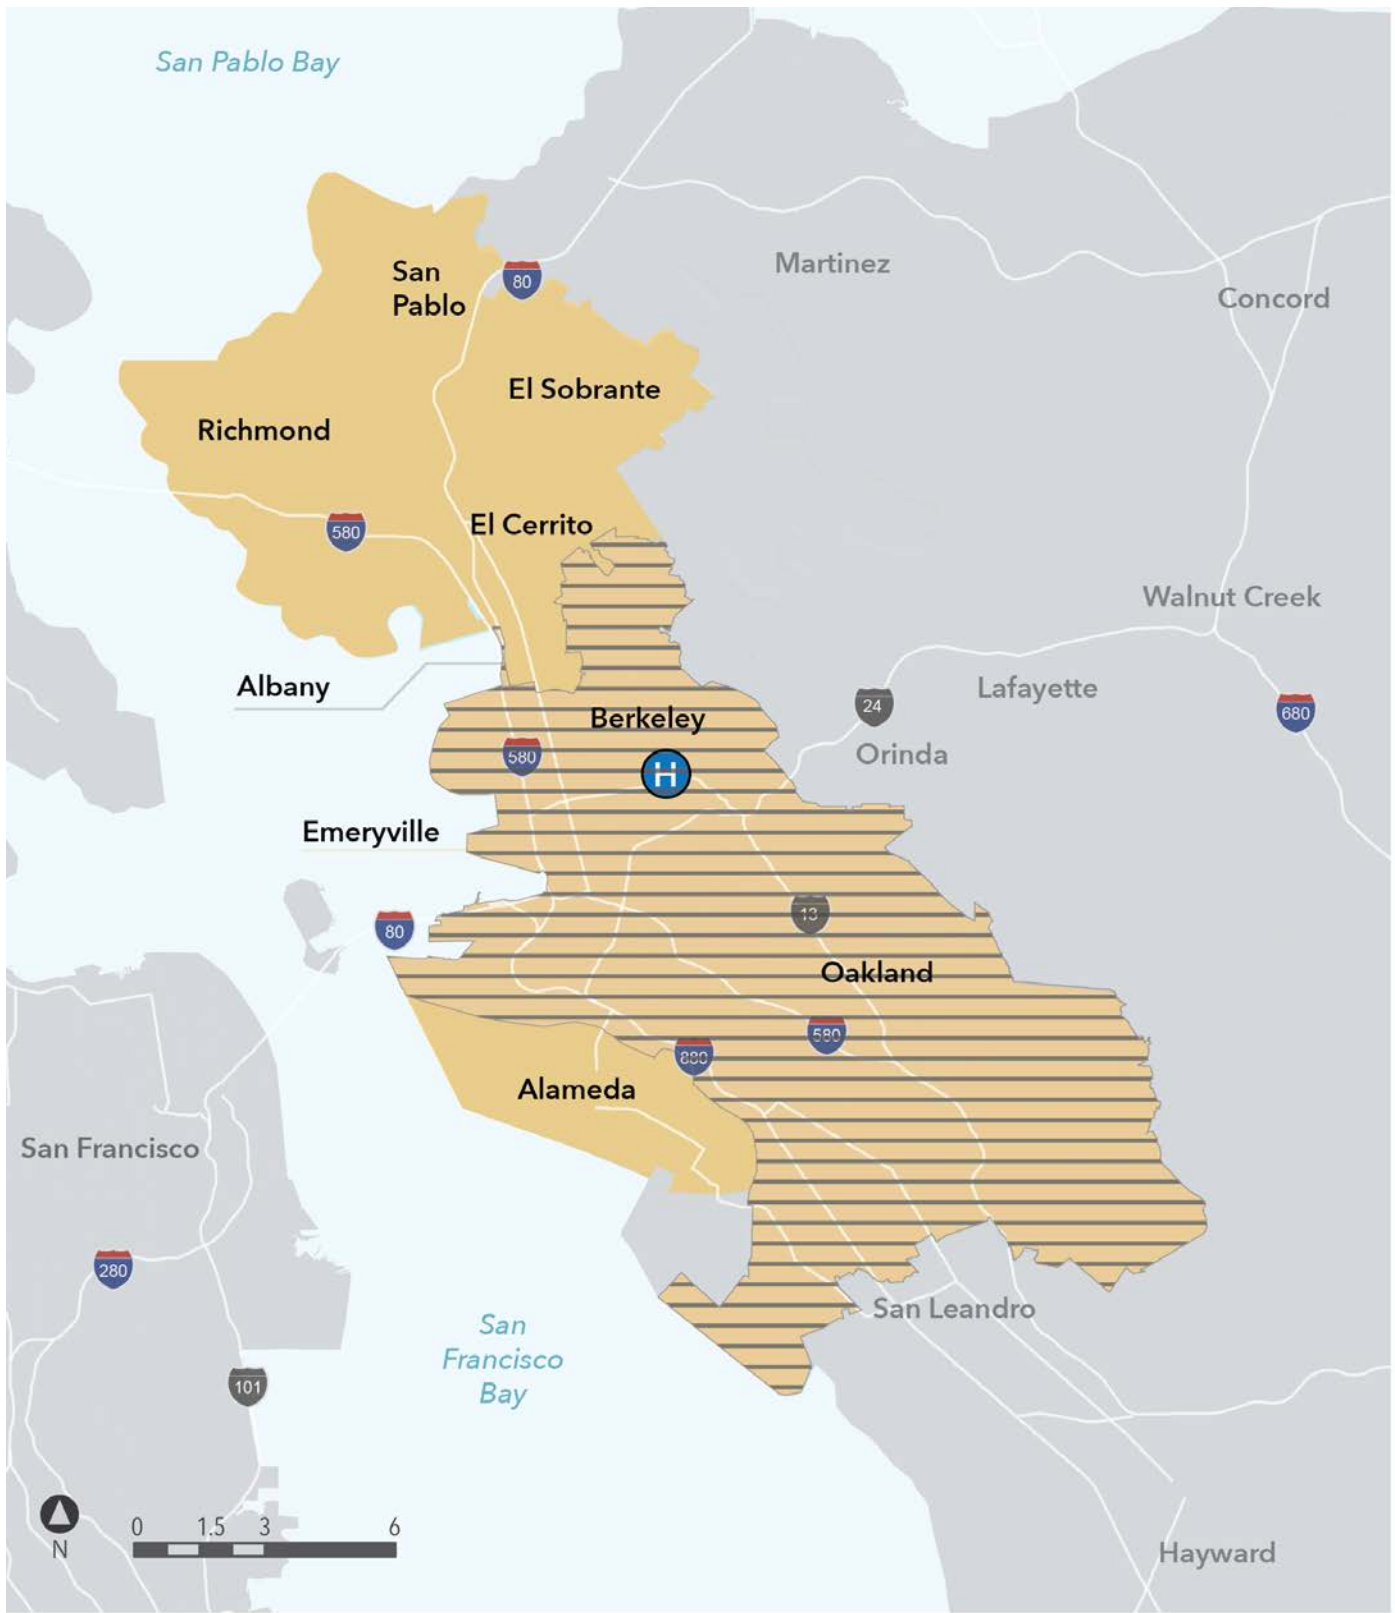 San Pablo Bay
San
Pablo
80
Martinez
Concord
El Sobrante
Richmond
El Cerrito
580
Walnut Creek
Albany
Lafayette
24
680
Berkeley
Orinda
580
H
Emeryville
80
13
Oakland
580
880
Alameda
San Francisco
280
San Leandro
San
Francisco
Bay
101
N
0 1.5 3 6
Hayward